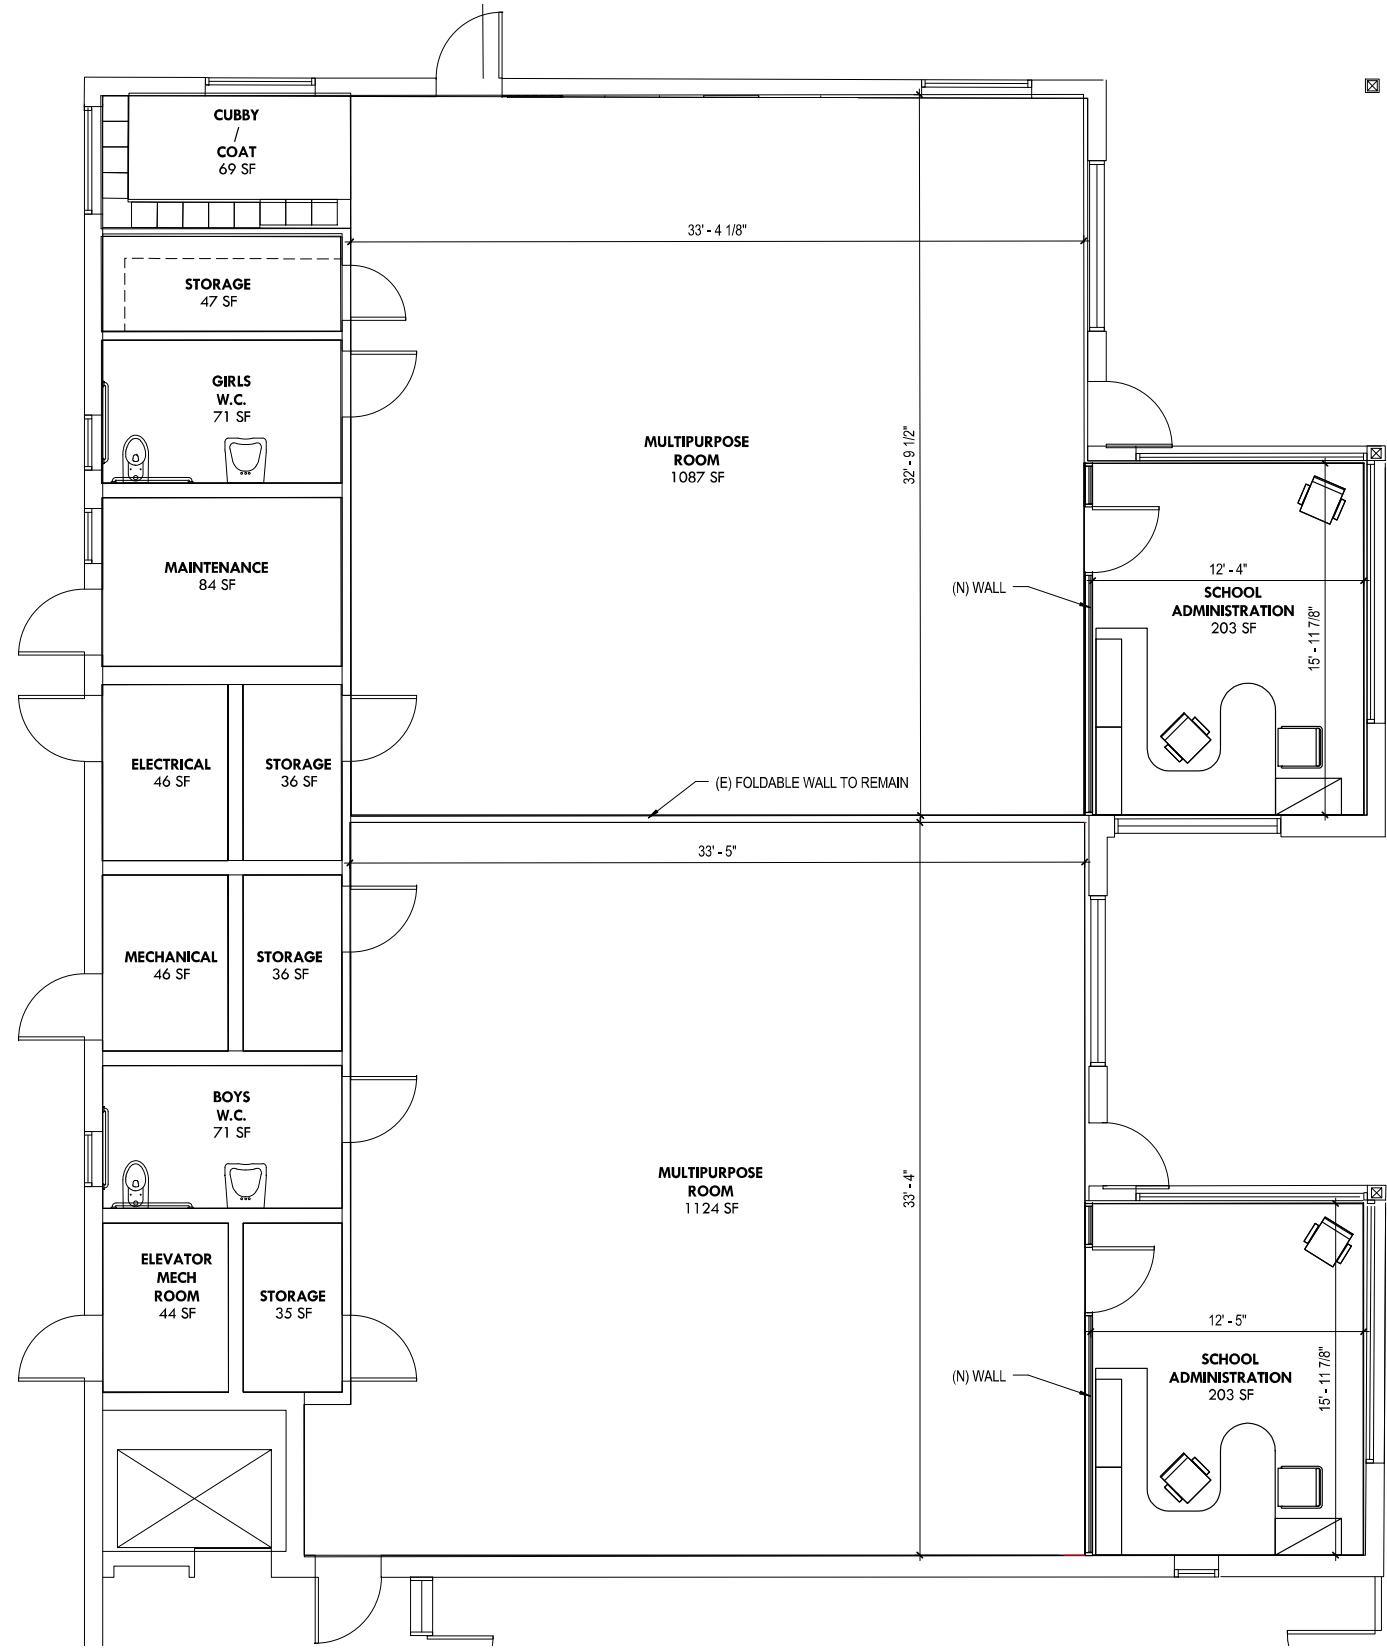 CUBBY
/
COAT
69 SF
33' - 4 1/8"
STORAGE
47 SF
GIRLS
W.C.
71 SF
MULTIPURPOSE
ROOM
1087 SF
32' - 9 1/2"
MAINTENANCE
84 SF
(N) WALL
12' - 4"
SCHOOL
ADMINISTRATION
203 SF
15' - 11 7/8"
ELECTRICAL
46 SF
STORAGE
36 SF
(E) FOLDABLE WALL TO REMAIN
33' - 5"
MECHANICAL
46 SF
STORAGE
36 SF
BOYS
W.C.
71 SF
MULTIPURPOSE
ROOM
1124 SF
33' - 4"
ELEVATOR
MECH
ROOM
44 SF
STORAGE
35 SF
12' - 5"
(N) WALL
SCHOOL
ADMINISTRATION
203 SF
15' - 11 7/8"